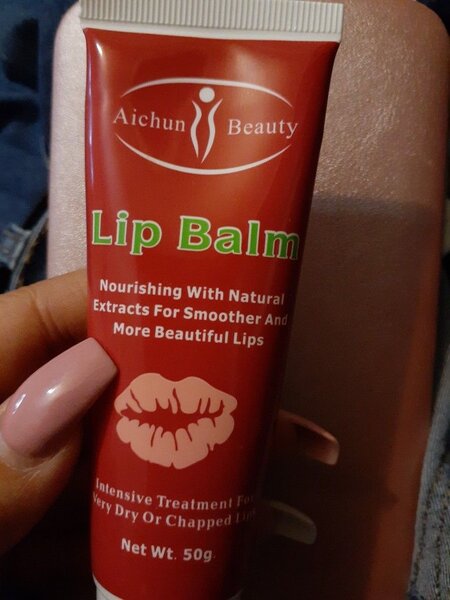 Aichun Beauty
Lip Balm
Nourishing With Natural
Extracts For Smoother And
More Beautiful Lips
Intensive Treatment For
Very Dry Or Chapped Lips
Net Wt. 50g.